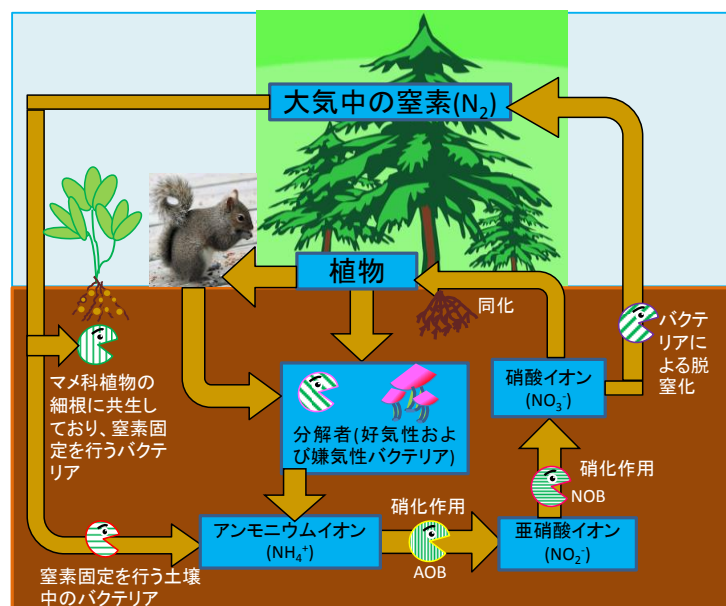 大気中の窒素(N₂)
植物
同化
バクテ
リアに
よる脱
窒化
硝酸イオン
(NO₃⁻)
マメ科植物の
細根に共生し
ており、窒素固
定を行うバクテ
リア
分解者(好気性およ
び嫌気性バクテリア)
硝化作用
NOB
硝化作用
AOB
アンモニウムイオン
(NH₄⁺)
亜硝酸イオン
(NO₂⁻)
窒素固定を行う土壌
中のバクテリア